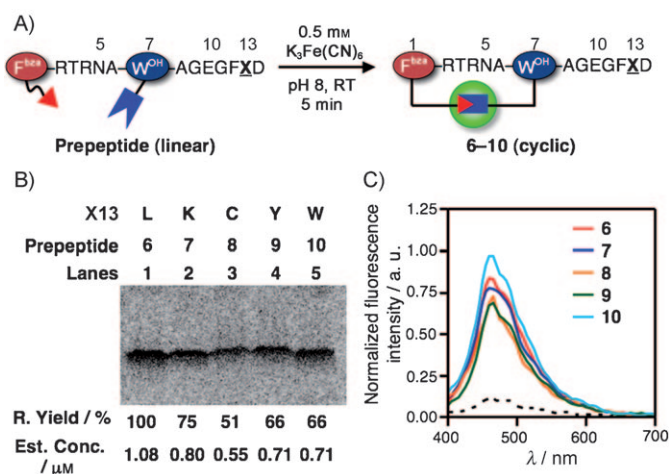 A)
1 5 7 10 13
5 7 10 13
0.5 mM
K₃Fe(CN)₆
pH 8, RT
5 min
Fᵇᶻᵃ RTRNA Wᴼᴴ AGEGFXD
Fᵇᶻᵃ RTRNA Wᴼᴴ AGEGFXD
Prepeptide (linear)
6–10 (cyclic)
B)
X13 L K C Y W
Prepeptide 6 7 8 9 10
Lanes 1 2 3 4 5
R. Yield / % 100 75 51 66 66
Est. Conc. / μM 1.08 0.80 0.55 0.71 0.71
C)
Normalized fluorescence
intensity / a. u.
1.25
1.00
0.75
0.50
0.25
0.00
400 500 600 700
λ / nm
6
7
8
9
10